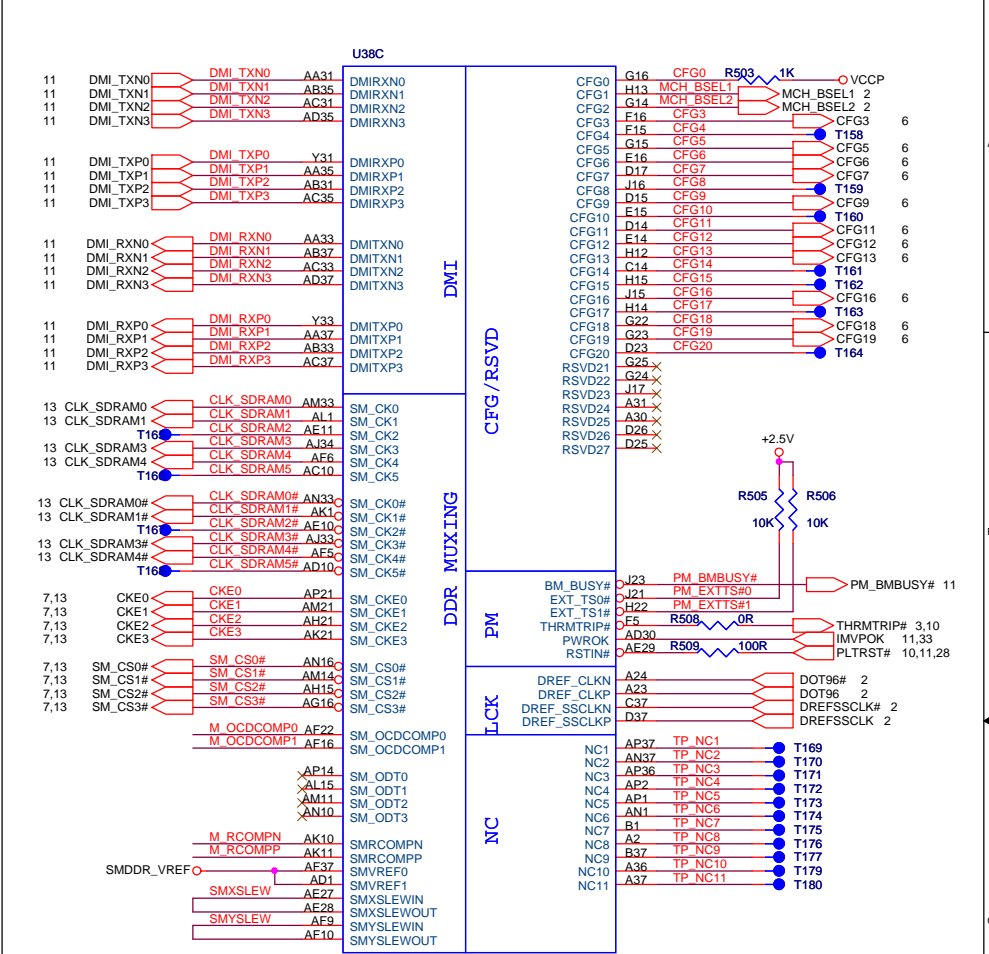 U38C
11 DMI_TXN0 DMI_TXN0 AA31 DMIRXN0
11 DMI_TXN1 DMI_TXN1 AB35 DMIRXN1
11 DMI_TXN2 DMI_TXN2 AC31 DMIRXN2
11 DMI_TXN3 DMI_TXN3 AD35 DMIRXN3
11 DMI_TXP0 DMI_TXP0 Y31 DMIRXP0
11 DMI_TXP1 DMI_TXP1 AA35 DMIRXP1
11 DMI_TXP2 DMI_TXP2 AB31 DMIRXP2
11 DMI_TXP3 DMI_TXP3 AC35 DMIRXP3
11 DMI_RXN0 DMI_RXN0 AA33 DMITXN0
11 DMI_RXN1 DMI_RXN1 AB37 DMITXN1
11 DMI_RXN2 DMI_RXN2 AC33 DMITXN2
11 DMI_RXN3 DMI_RXN3 AD37 DMITXN3
11 DMI_RXP0 DMI_RXP0 Y33 DMITXP0
11 DMI_RXP1 DMI_RXP1 AA37 DMITXP1
11 DMI_RXP2 DMI_RXP2 AB33 DMITXP2
11 DMI_RXP3 DMI_RXP3 AC37 DMITXP3
DMI
13 CLK_SDRAM0 CLK_SDRAM0 AM33 SM_CK0
13 CLK_SDRAM1 CLK_SDRAM1 AL1 SM_CK1
CLK_SDRAM2 AE11 SM_CK2
13 CLK_SDRAM3 CLK_SDRAM3 AJ34 SM_CK3
13 CLK_SDRAM4 CLK_SDRAM4 AF6 SM_CK4
CLK_SDRAM5 AC10 SM_CK5
13 CLK_SDRAM0# CLK_SDRAM0# AN33 SM_CK0#
13 CLK_SDRAM1# CLK_SDRAM1# AK1 SM_CK1#
CLK_SDRAM2# AE10 SM_CK2#
13 CLK_SDRAM3# CLK_SDRAM3# AJ33 SM_CK3#
13 CLK_SDRAM4# CLK_SDRAM4# AF5 SM_CK4#
CLK_SDRAM5# AD10 SM_CK5#
7,13 CKE0 CKE0 AP21 SM_CKE0
7,13 CKE1 CKE1 AM21 SM_CKE1
7,13 CKE2 CKE2 AH21 SM_CKE2
7,13 CKE3 CKE3 AK21 SM_CKE3
7,13 SM_CS0# SM_CS0# AN16 SM_CS0#
7,13 SM_CS1# SM_CS1# AM14 SM_CS1#
7,13 SM_CS2# SM_CS2# AH15 SM_CS2#
7,13 SM_CS3# SM_CS3# AG16 SM_CS3#
M_OCDCOMP0 AF22 SM_OCDCOMP0
M_OCDCOMP1 AF16 SM_OCDCOMP1
AP14 SM_ODT0
AL15 SM_ODT1
AM11 SM_ODT2
AN10 SM_ODT3
M_RCOMPN AK10 SMRCOMPN
M_RCOMPP AK11 SMRCOMPP
SMDDR_VREF AF37 SMVREF0
AD1 SMVREF1
SMXSLEW AE27 SMXSLEWIN
AE28 SMXSLEWOUT
SMYSLEW AF9 SMYSLEWIN
AF10 SMYSLEWOUT
DDR MUXING
CFG/RSVD
CFG0 G16 CFG0 R503 1K VCCP
CFG1 H13 MCH_BSEL1 MCH_BSEL1 2
CFG2 G14 MCH_BSEL2 MCH_BSEL2 2
CFG3 F16 CFG3 CFG3 6
CFG4 F15 CFG4 T158
CFG5 G15 CFG5 CFG5 6
CFG6 E16 CFG6 CFG6 6
CFG7 D17 CFG7 CFG7 6
CFG8 J16 CFG8 T159
CFG9 D15 CFG9 CFG9 6
CFG10 E15 CFG10 T160
CFG11 D14 CFG11 CFG11 6
CFG12 E14 CFG12 CFG12 6
CFG13 H12 CFG13 CFG13 6
CFG14 C14 CFG14 T161
CFG15 H15 CFG15 T162
CFG16 J15 CFG16 CFG16 6
CFG17 H14 CFG17 T163
CFG18 G22 CFG18 CFG18 6
CFG19 G23 CFG19 CFG19 6
CFG20 D23 CFG20 T164
RSVD21 G25
RSVD22 G24
RSVD23 J17
RSVD24 A31
RSVD25 A30
RSVD26 D26
RSVD27 D25
+2.5V
R505 R506
10K 10K
PM
BM_BUSY# J23 PM_BMBUSY# PM_BMBUSY# 11
EXT_TS0# J21 PM_EXTTS#0
EXT_TS1# H22 PM_EXTTS#1
THRMTRIP# F5 R508 0R THRMTRIP# 3,10
PWROK AD30 IMVPOK 11,33
RSTIN# AE29 R509 100R PLTRST# 10,11,28
LCK
DREF_CLKN A24 DOT96# 2
DREF_CLKP A23 DOT96 2
DREF_SSCLKN C37 DREFSSCLK# 2
DREF_SSCLKP D37 DREFSSCLK 2
NC
NC1 AP37 TP_NC1 T169
NC2 AN37 TP_NC2 T170
NC3 AP36 TP_NC3 T171
NC4 AP2 TP_NC4 T172
NC5 AP1 TP_NC5 T173
NC6 AN1 TP_NC6 T174
NC7 B1 TP_NC7 T175
NC8 A2 TP_NC8 T176
NC9 B37 TP_NC9 T177
NC10 A36 TP_NC10 T179
NC11 A37 TP_NC11 T180